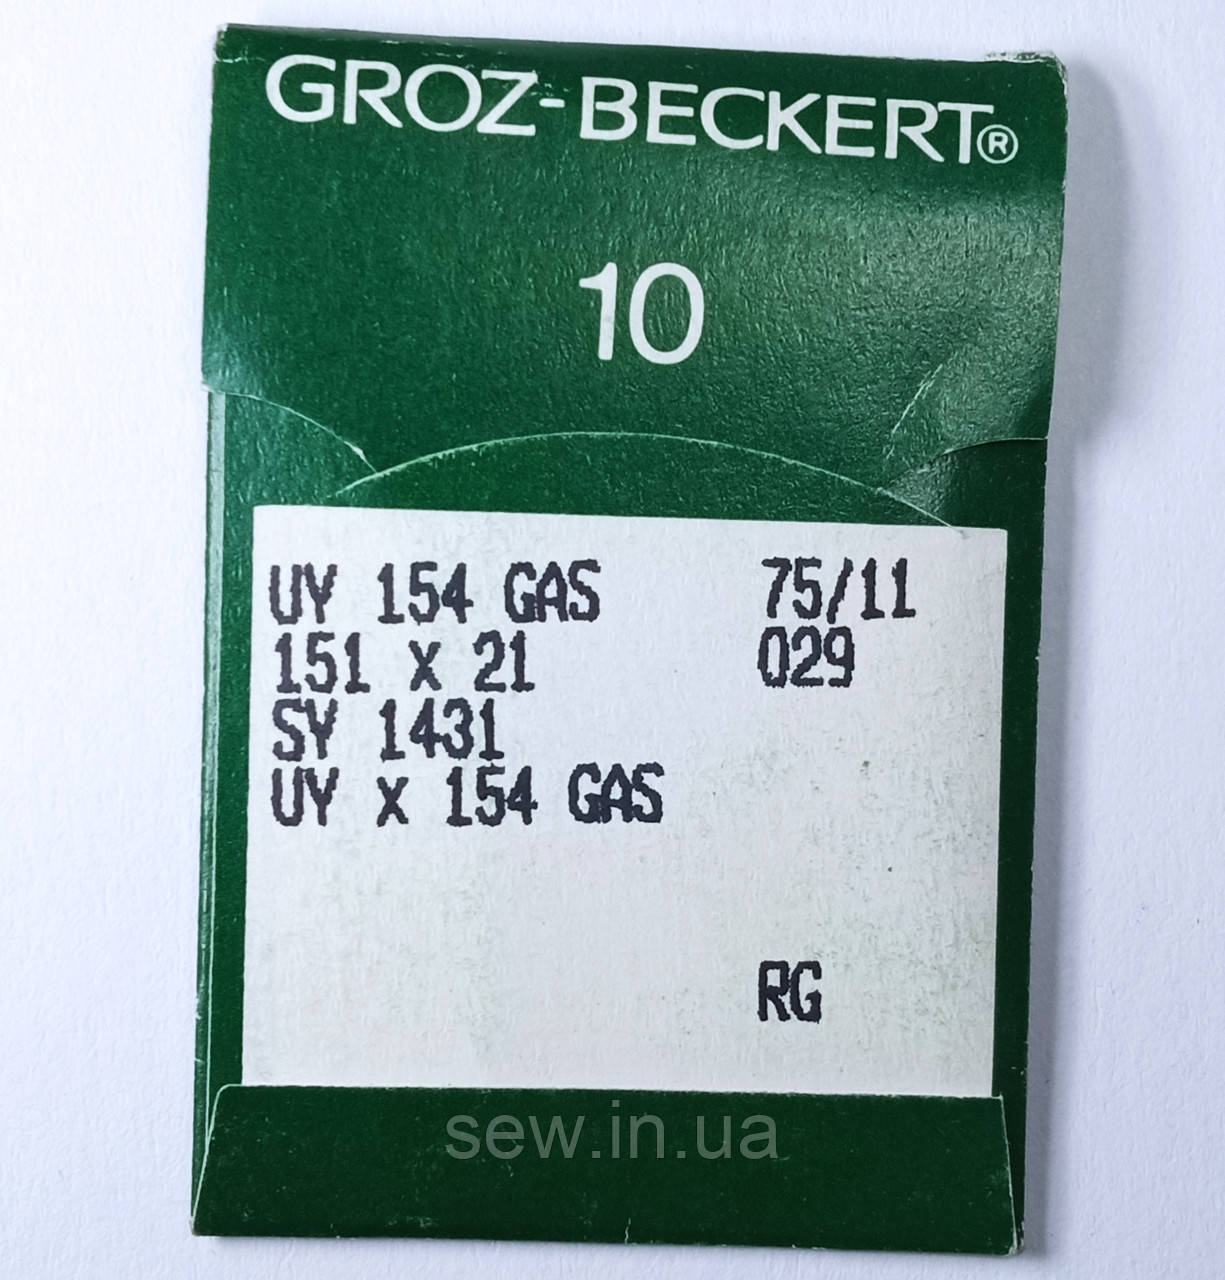 GROZ-BECKERT®
10
UY 154 GAS 75/11
151 X 21 029
SY 1431
UY X 154 GAS
RG
sew.in.ua